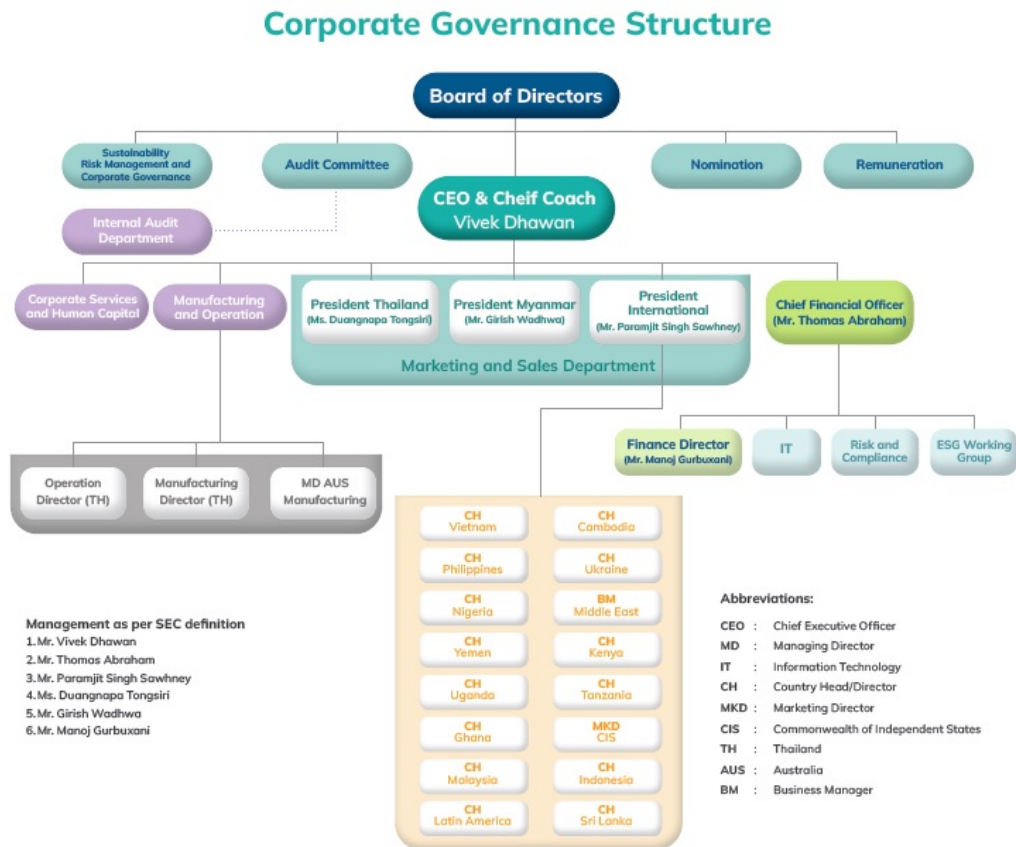 Corporate Governance Structure
Board of Directors
Sustainability
Risk Management and
Corporate Governance
Audit Committee
Nomination
Remuneration
CEO & Cheif Coach
Vivek Dhawan
Internal Audit
Department
Corporate Services
and Human Capital
Manufacturing
and Operation
President Thailand
(Ms. Duangnapa Tongsiri)
President Myanmar
(Mr. Girish Wadhwa)
President
International
(Mr. Paramjit Singh Sawhney)
Chief Financial Officer
(Mr. Thomas Abraham)
Marketing and Sales Department
Finance Director
(Mr. Manoj Gurbuxani)
IT
Risk and
Compliance
ESG Working
Group
Operation
Director (TH)
Manufacturing
Director (TH)
MD AUS
Manufacturing
CH
Vietnam
CH
Cambodia
CH
Philippines
CH
Ukraine
CH
Nigeria
BM
Middle East
CH
Yemen
CH
Kenya
CH
Uganda
CH
Tanzania
CH
Ghana
MKD
CIS
CH
Malaysia
CH
Indonesia
CH
Latin America
CH
Sri Lanka
Management as per SEC definition
1. Mr. Vivek Dhawan
2. Mr. Thomas Abraham
3. Mr. Paramjit Singh Sawhney
4. Ms. Duangnapa Tongsiri
5. Mr. Girish Wadhwa
6. Mr. Manoj Gurbuxani
Abbreviations:
CEO : Chief Executive Officer
MD : Managing Director
IT : Information Technology
CH : Country Head/Director
MKD : Marketing Director
CIS : Commonwealth of Independent States
TH : Thailand
AUS : Australia
BM : Business Manager